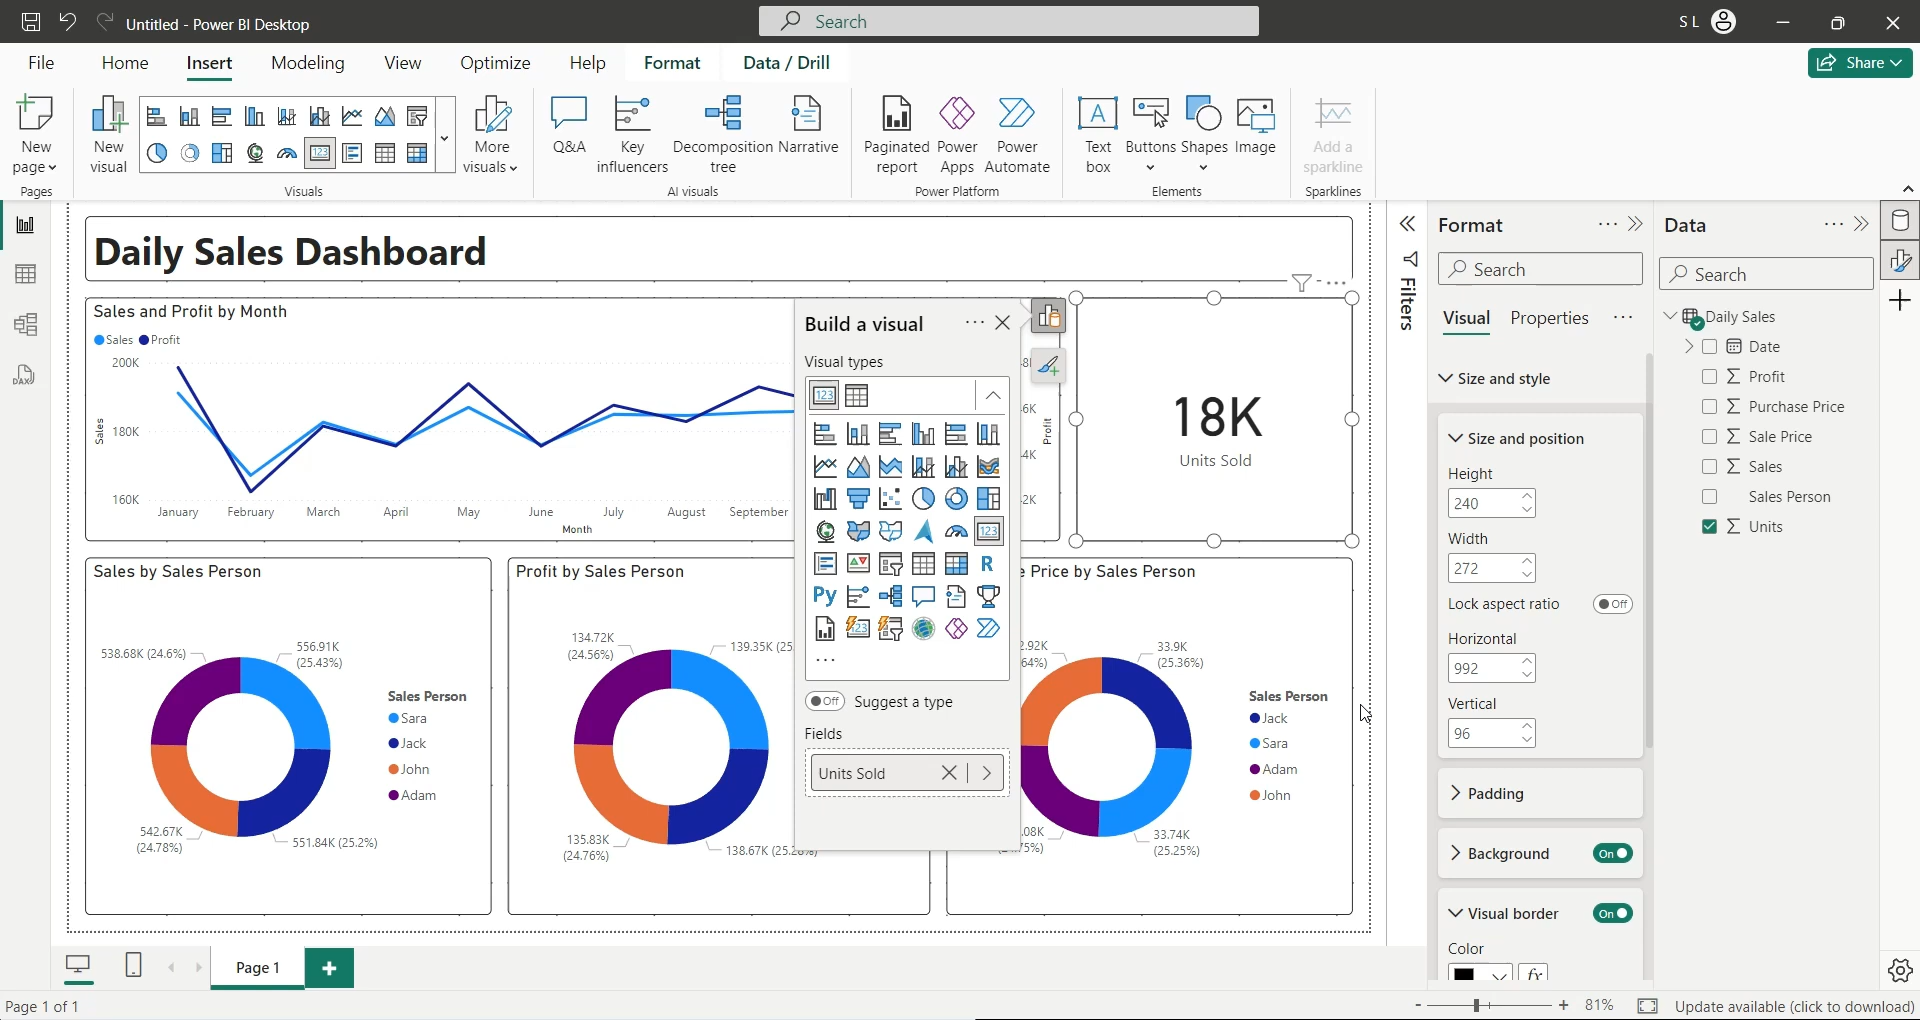 Untitled - Power BI Desktop
Search
S L
File
Home
Insert
Modeling
View
Optimize
Help
Format
Data / Drill
Share
New page
New visual
More visuals
Q&A
Key influencers
Decomposition tree
Narrative
Paginated report
Power Apps
Power Automate
Text box
Buttons
Shapes
Image
Add a sparkline
Pages
Visuals
AI visuals
Power Platform
Elements
Sparklines
Daily Sales Dashboard
Sales and Profit by Month
Sales
Profit
200K
180K
160K
Sales
January
February
March
April
May
June
July
August
September
Month
Profit
18K
Units Sold
Build a visual
Visual types
123
R
Py
Suggest a type
Off
Fields
Units Sold
Sales by Sales Person
538.68K (24.6%)
556.91K
(25.43%)
542.67K
(24.78%)
551.84K (25.2%)
Sales Person
Sara
Jack
John
Adam
Profit by Sales Person
134.72K
(24.56%)
139.35K (25
135.83K
(24.76%)
138.67K
Price by Sales Person
33.9K
(25.36%)
33.74K
(25.25%)
Sales Person
Jack
Sara
Adam
John
Filters
Format
Search
Visual
Properties
Size and style
Size and position
Height
240
Width
272
Lock aspect ratio
Off
Horizontal
992
Vertical
96
Padding
Background
On
Visual border
On
Color
fx
Data
Search
Daily Sales
Date
Profit
Purchase Price
Sale Price
Sales
Sales Person
Units
DAX
Page 1
Page 1 of 1
81%
Update available (click to download)